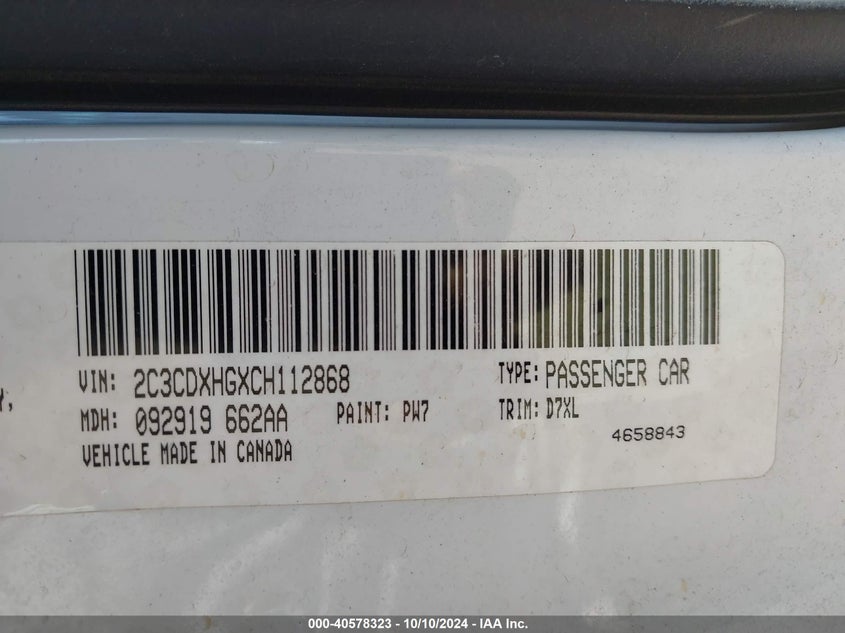 VIN: 2C3CDXHGXCH112868 TYPE: PASSENGER CAR
Y, MDH: 092919 662AA PAINT: PW7 TRIM: D7XL
VEHICLE MADE IN CANADA 4658843
000-40578323 - 10/10/2024 - IAA Inc.